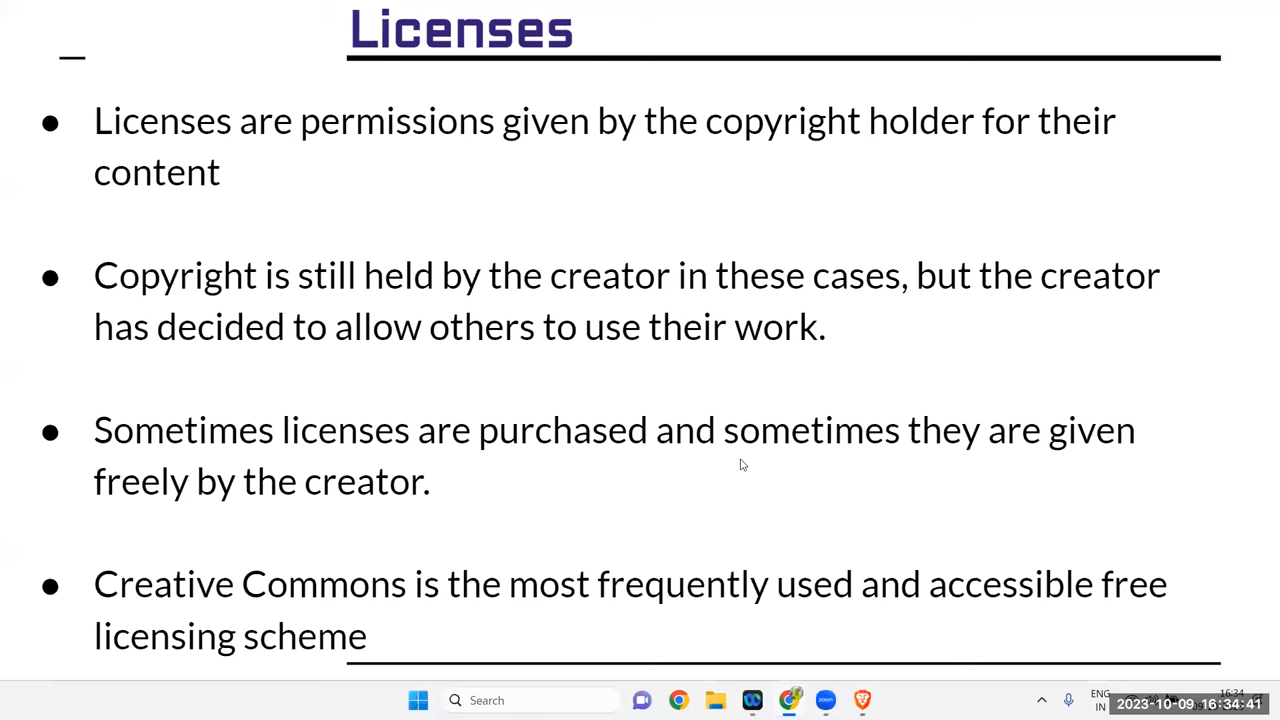 Licenses
● Licenses are permissions given by the copyright holder for their
content
● Copyright is still held by the creator in these cases, but the creator
has decided to allow others to use their work.
● Sometimes licenses are purchased and sometimes they are given
freely by the creator.
● Creative Commons is the most frequently used and accessible free
licensing scheme
Search
zoom
ENG
IN
16:34
2023-10-09 16:34:41